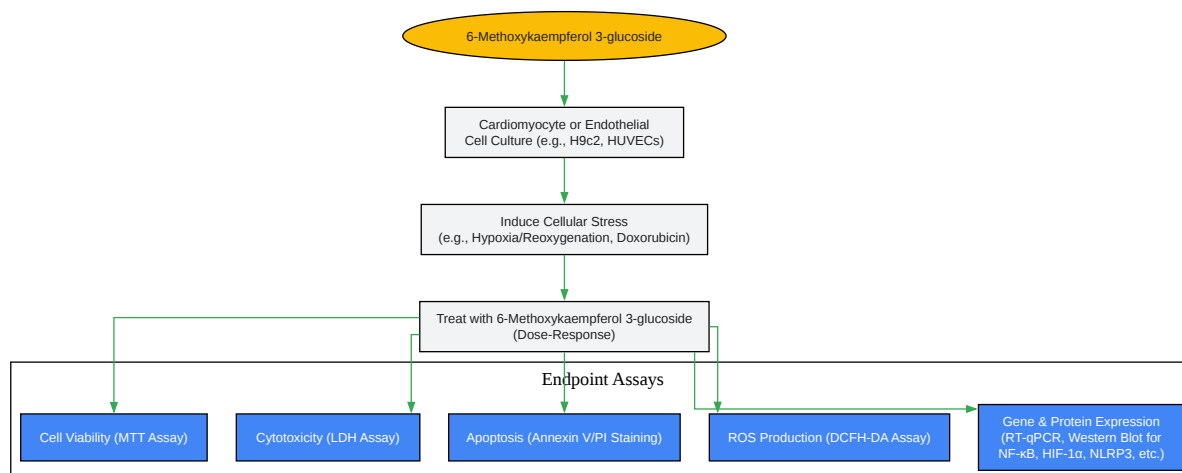 6-Methoxykaempferol 3-glucoside
Cardiomyocyte or Endothelial
Cell Culture (e.g., H9c2, HUVECs)
Induce Cellular Stress
(e.g., Hypoxia/Reoxygenation, Doxorubicin)
Treat with 6-Methoxykaempferol 3-glucoside
(Dose-Response)
Endpoint Assays
Cell Viability (MTT Assay)
Cytotoxicity (LDH Assay)
Apoptosis (Annexin V/PI Staining)
ROS Production (DCFH-DA Assay)
Gene & Protein Expression
(RT-qPCR, Western Blot for
NF-κB, HIF-1α, NLRP3, etc.)